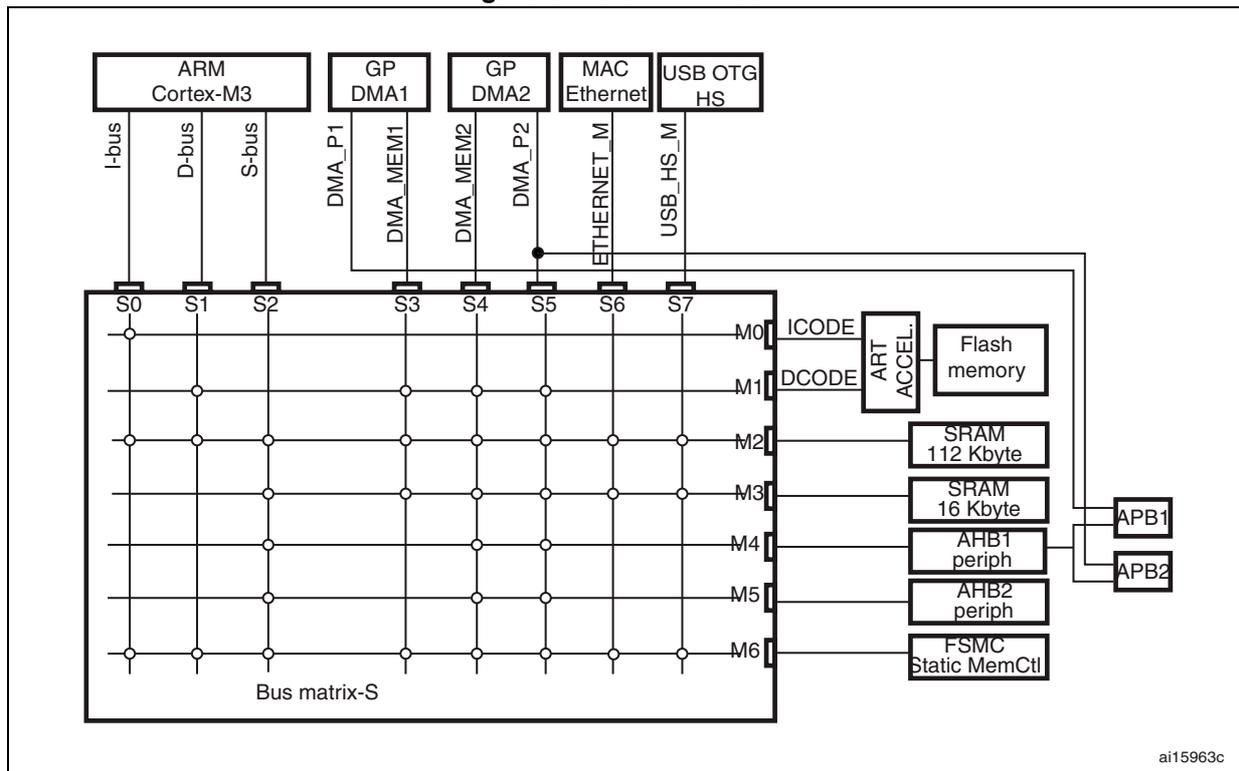 ARM
Cortex-M3
GP
DMA1
GP
DMA2
MAC
Ethernet
USB OTG
HS
I-bus
D-bus
S-bus
DMA_P1
DMA_MEM1
DMA_MEM2
DMA_P2
ETHERNET_M
USB_HS_M
S0
S1
S2
S3
S4
S5
S6
S7
M0
ICODE
ART
ACCEL.
Flash
memory
M1
DCODE
M2
SRAM
112 Kbyte
M3
SRAM
16 Kbyte
APB1
M4
AHB1
periph
APB2
M5
AHB2
periph
M6
FSMC
Static MemCtl
Bus matrix-S
ai15963c